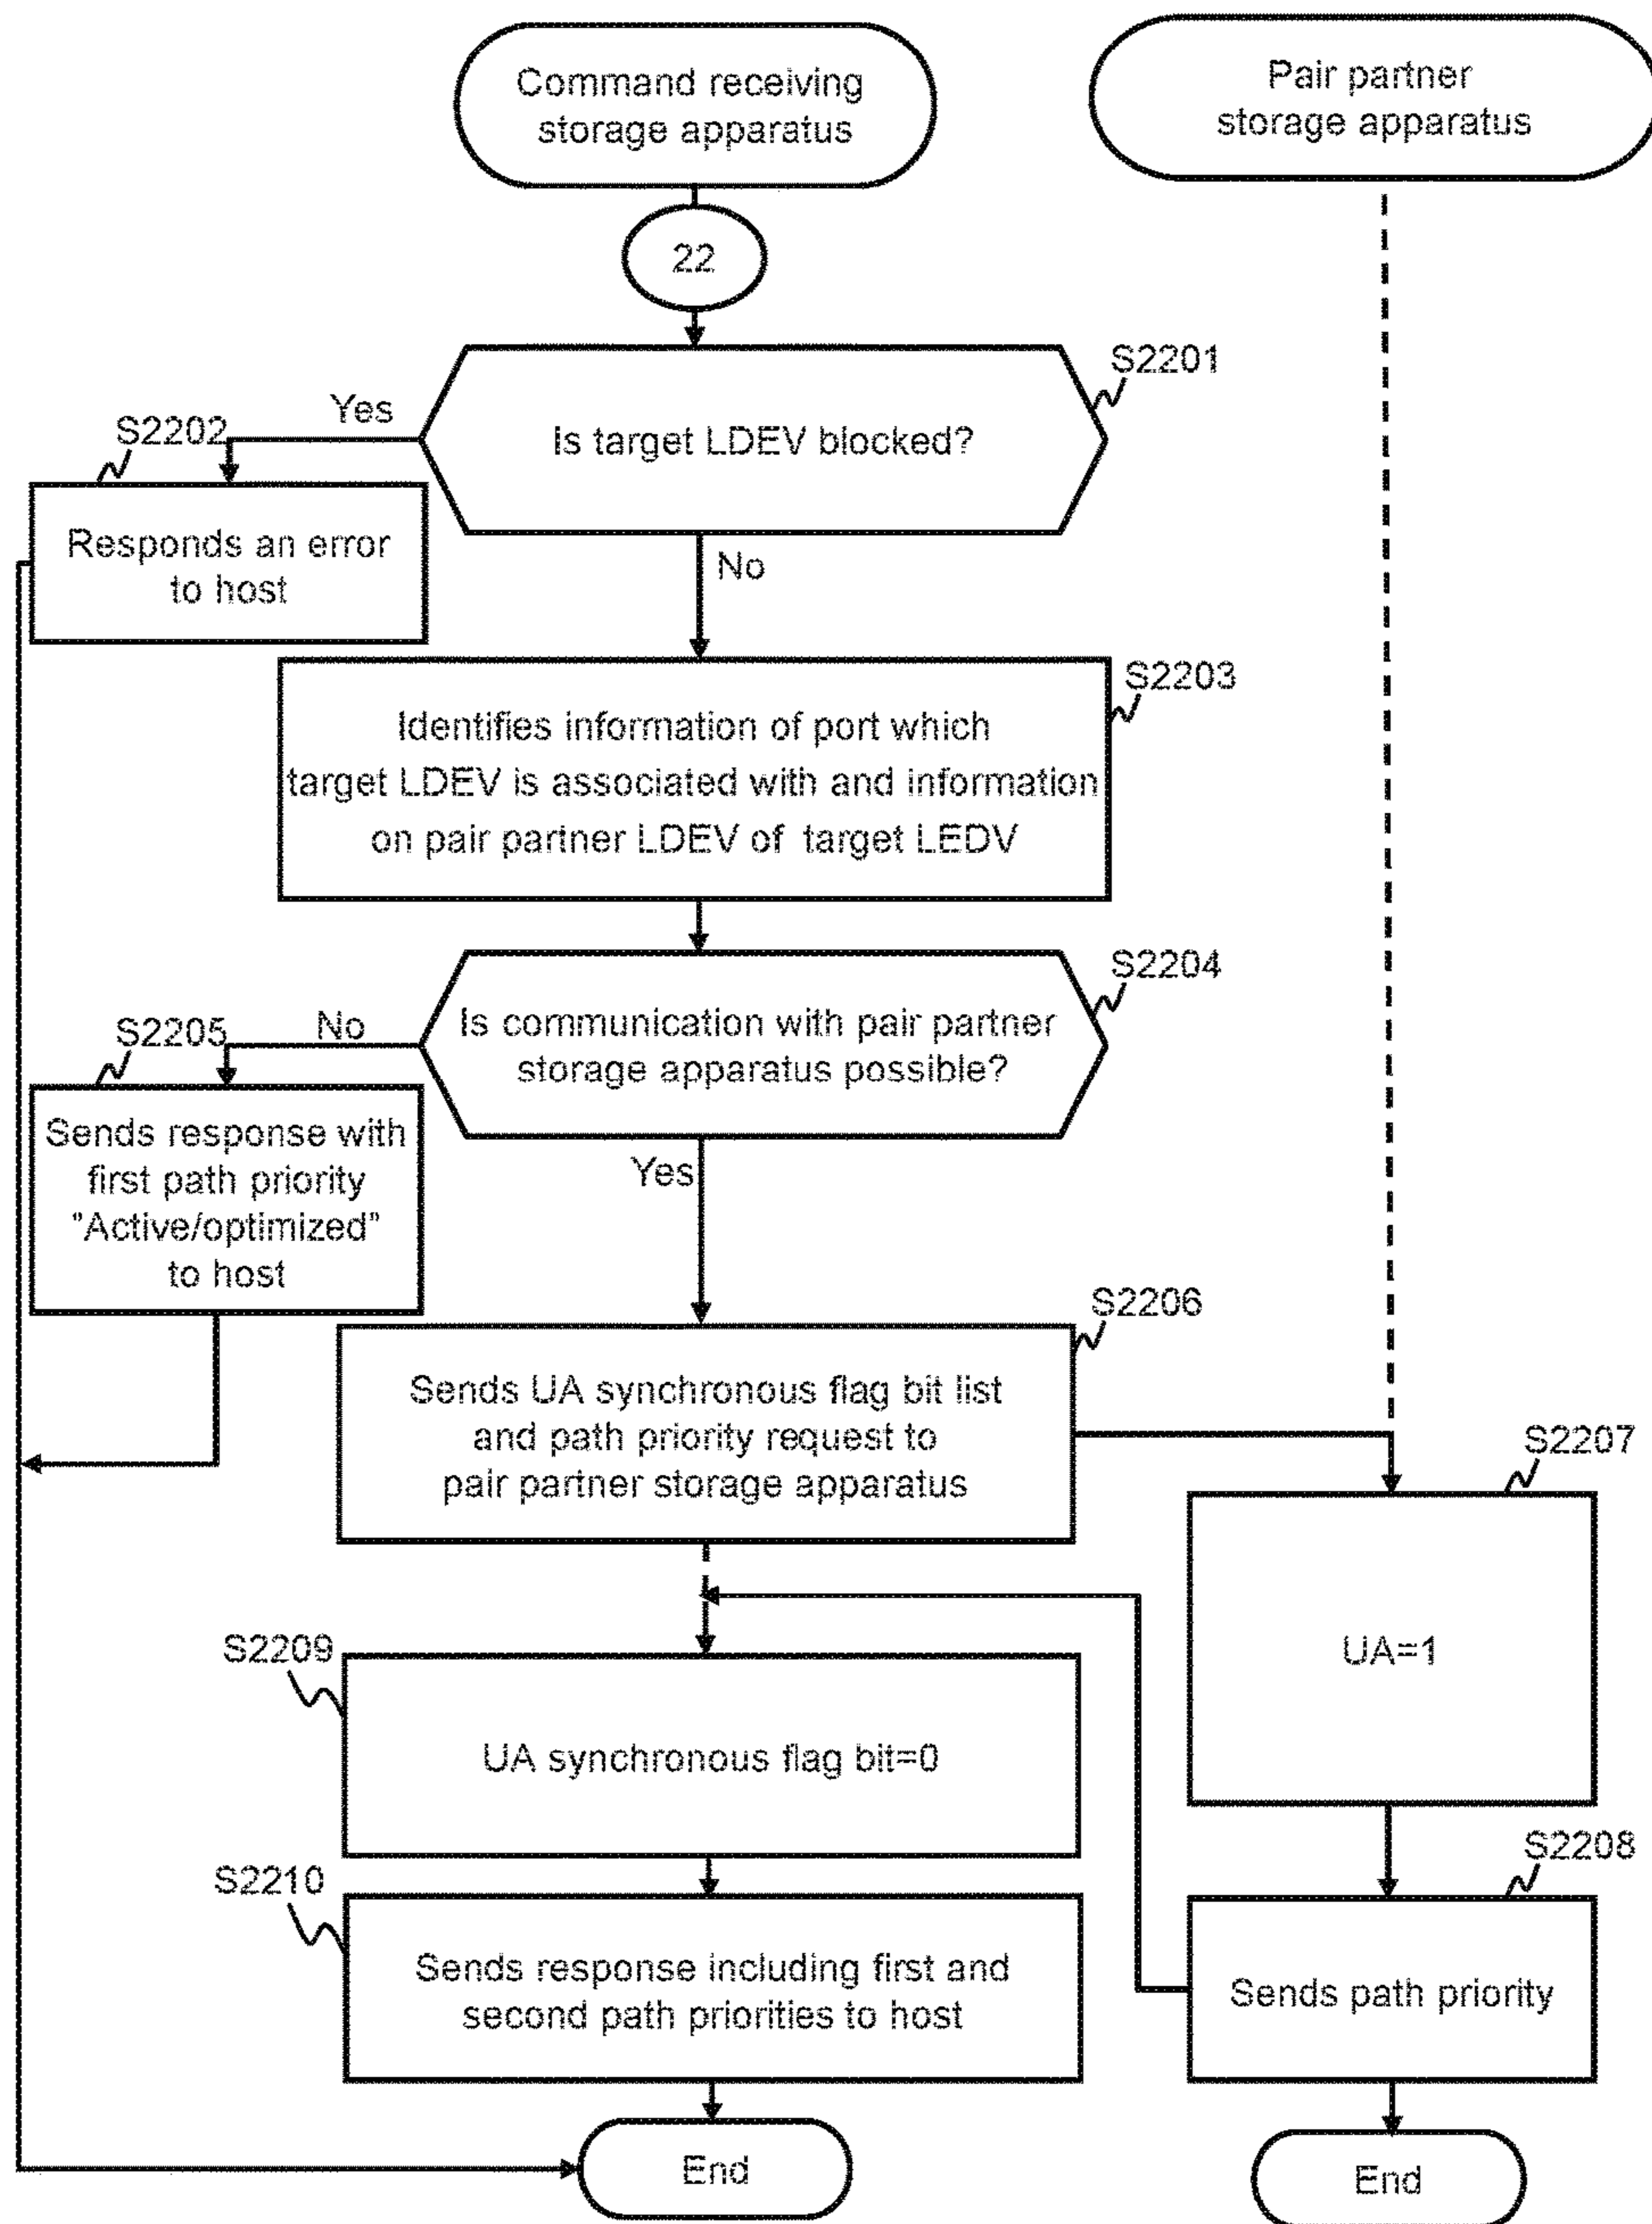 Command receiving
storage apparatus
Pair partner
storage apparatus
22
S2201
Is target LDEV blocked?
Yes
S2202
Responds an error
to host
No
S2203
Identifies information of port which
target LDEV is associated with and information
on pair partner LDEV of target LEDV
S2204
Is communication with pair partner
storage apparatus possible?
No
S2205
Sends response with
first path priority
"Active/optimized"
to host
Yes
S2206
Sends UA synchronous flag bit list
and path priority request to
pair partner storage apparatus
S2207
UA=1
S2209
UA synchronous flag bit=0
S2208
Sends path priority
S2210
Sends response including first and
second path priorities to host
End
End